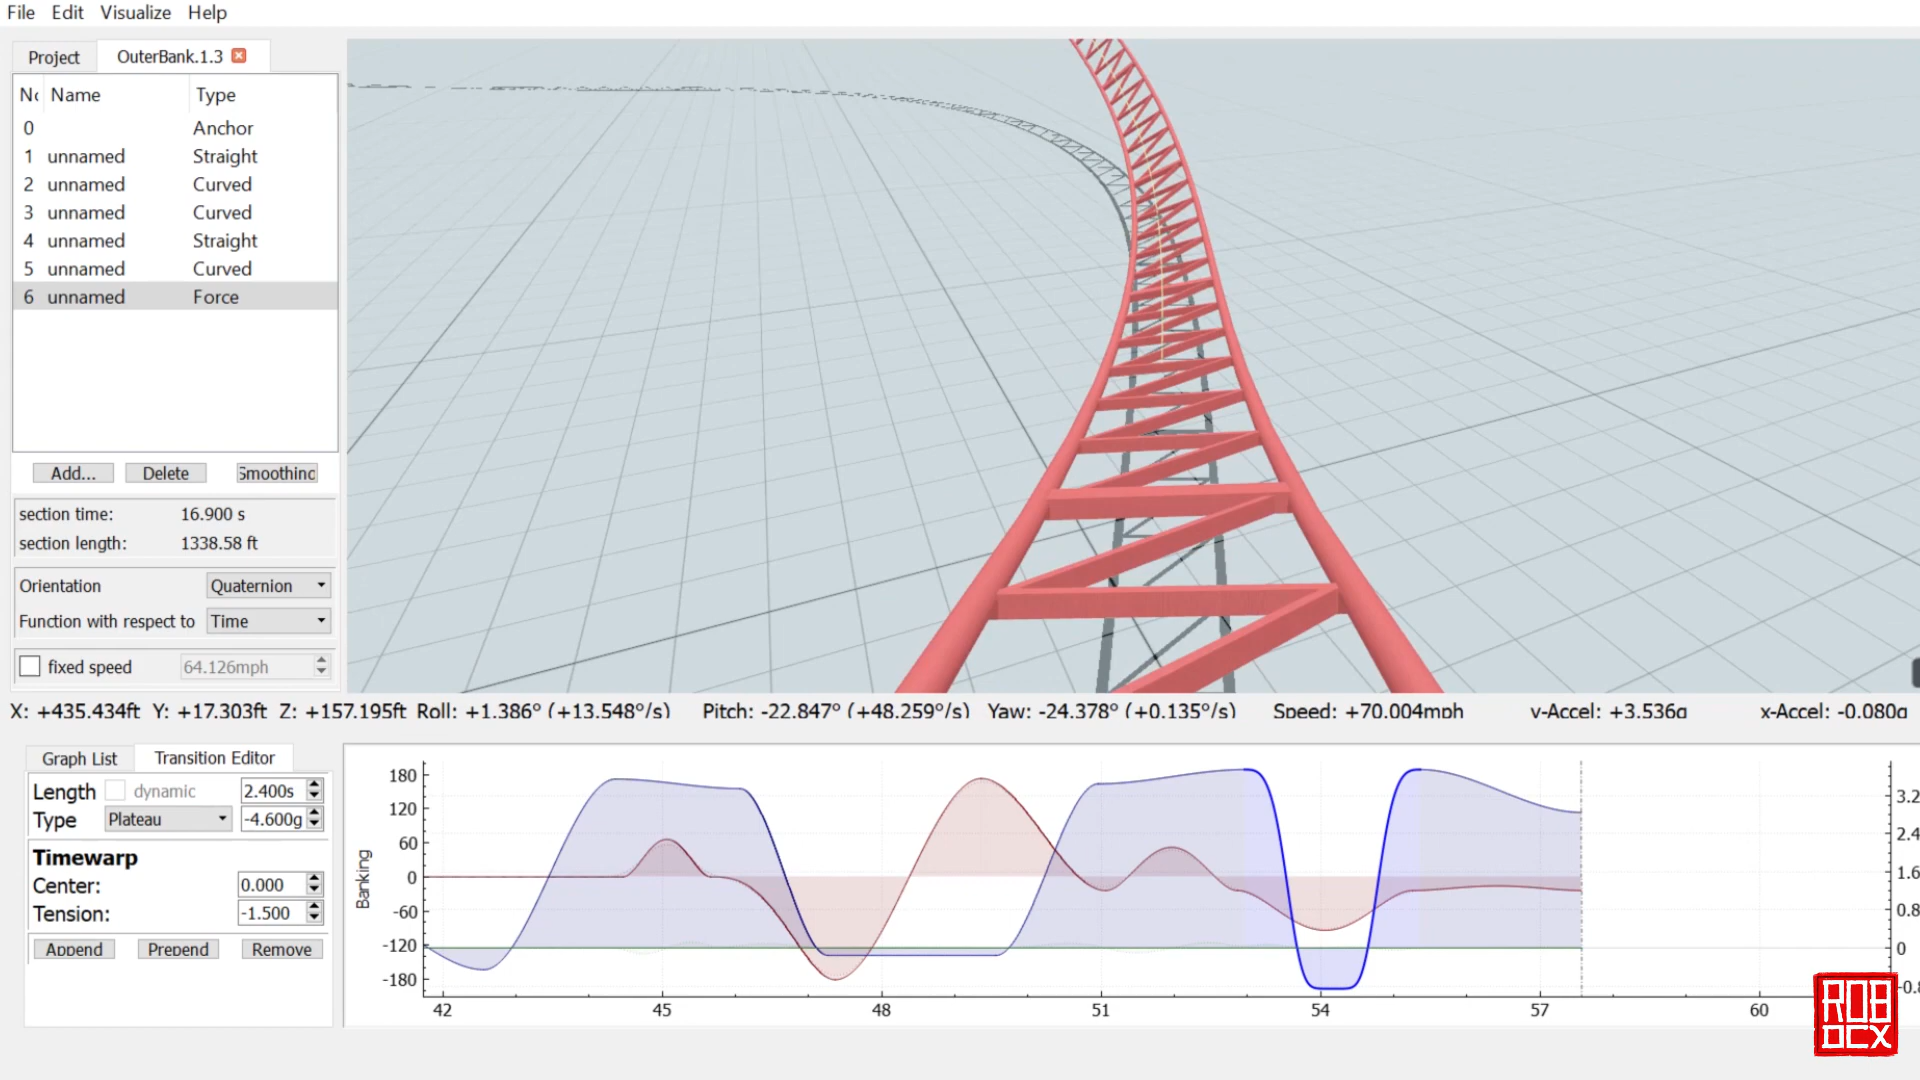 File Edit Visualize Help
Project OuterBank.1.3
Name Type
0 Anchor
1 unnamed Straight
2 unnamed Curved
3 unnamed Curved
4 unnamed Straight
5 unnamed Curved
6 unnamed Force
Add... Delete Smoothing
section time: 16.900 s
section length: 1338.58 ft
Orientation Quaternion
Function with respect to Time
fixed speed 64.126mph
X: +435.434ft Y: +17.303ft Z: +157.195ft Roll: +1.386° (+13.548°/s) Pitch: -22.847° (+48.259°/s) Yaw: -24.378° (+0.135°/s) Speed: +70.004mph y-Accel: +3.536g x-Accel: -0.080g
Graph List Transition Editor
Length dynamic 2.400s
Type Plateau -4.600g
Timewarp
Center: 0.000
Tension: -1.500
Append Prepend Remove
Banking
180
120
60
0
-60
-120
-180
42 45 48 51 54 57 60
3.2
2.4
1.6
0.8
0
-0.8
ROB
DCX